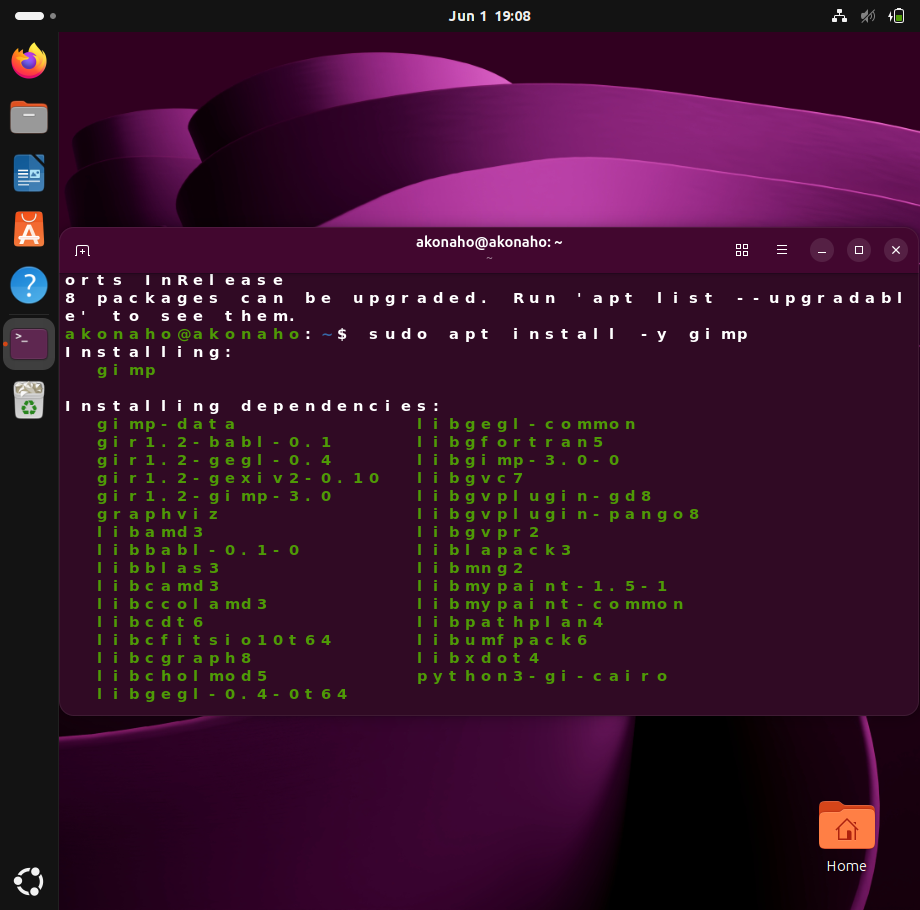 Jun 1 19:08
akonaho@akonaho: ~
~
orts InRelease
8 packages can be upgraded. Run 'apt list --upgradabl
e' to see them.
akonaho@akonaho:~$ sudo apt install -y gimp
Installing:
gimp
Installing dependencies:
gimp-data libgegl-common
gir1.2-babl-0.1 libgfortran5
gir1.2-gegl-0.4 libgimp-3.0-0
gir1.2-gexiv2-0.10 libgvc7
gir1.2-gimp-3.0 libgvplugin-gd8
graphviz libgvplugin-pango8
libamd3 libgvpr2
libbabl-0.1-0 liblapack3
libblas3 libmng2
libcamd3 libmypaint-1.5-1
libccolamd3 libmypaint-common
libcdt6 libpathplan4
libcfitsio10t64 libumfpack6
libcgraph8 libxdot4
libcholmod5 python3-gi-cairo
libgegl-0.4-0t64
Home